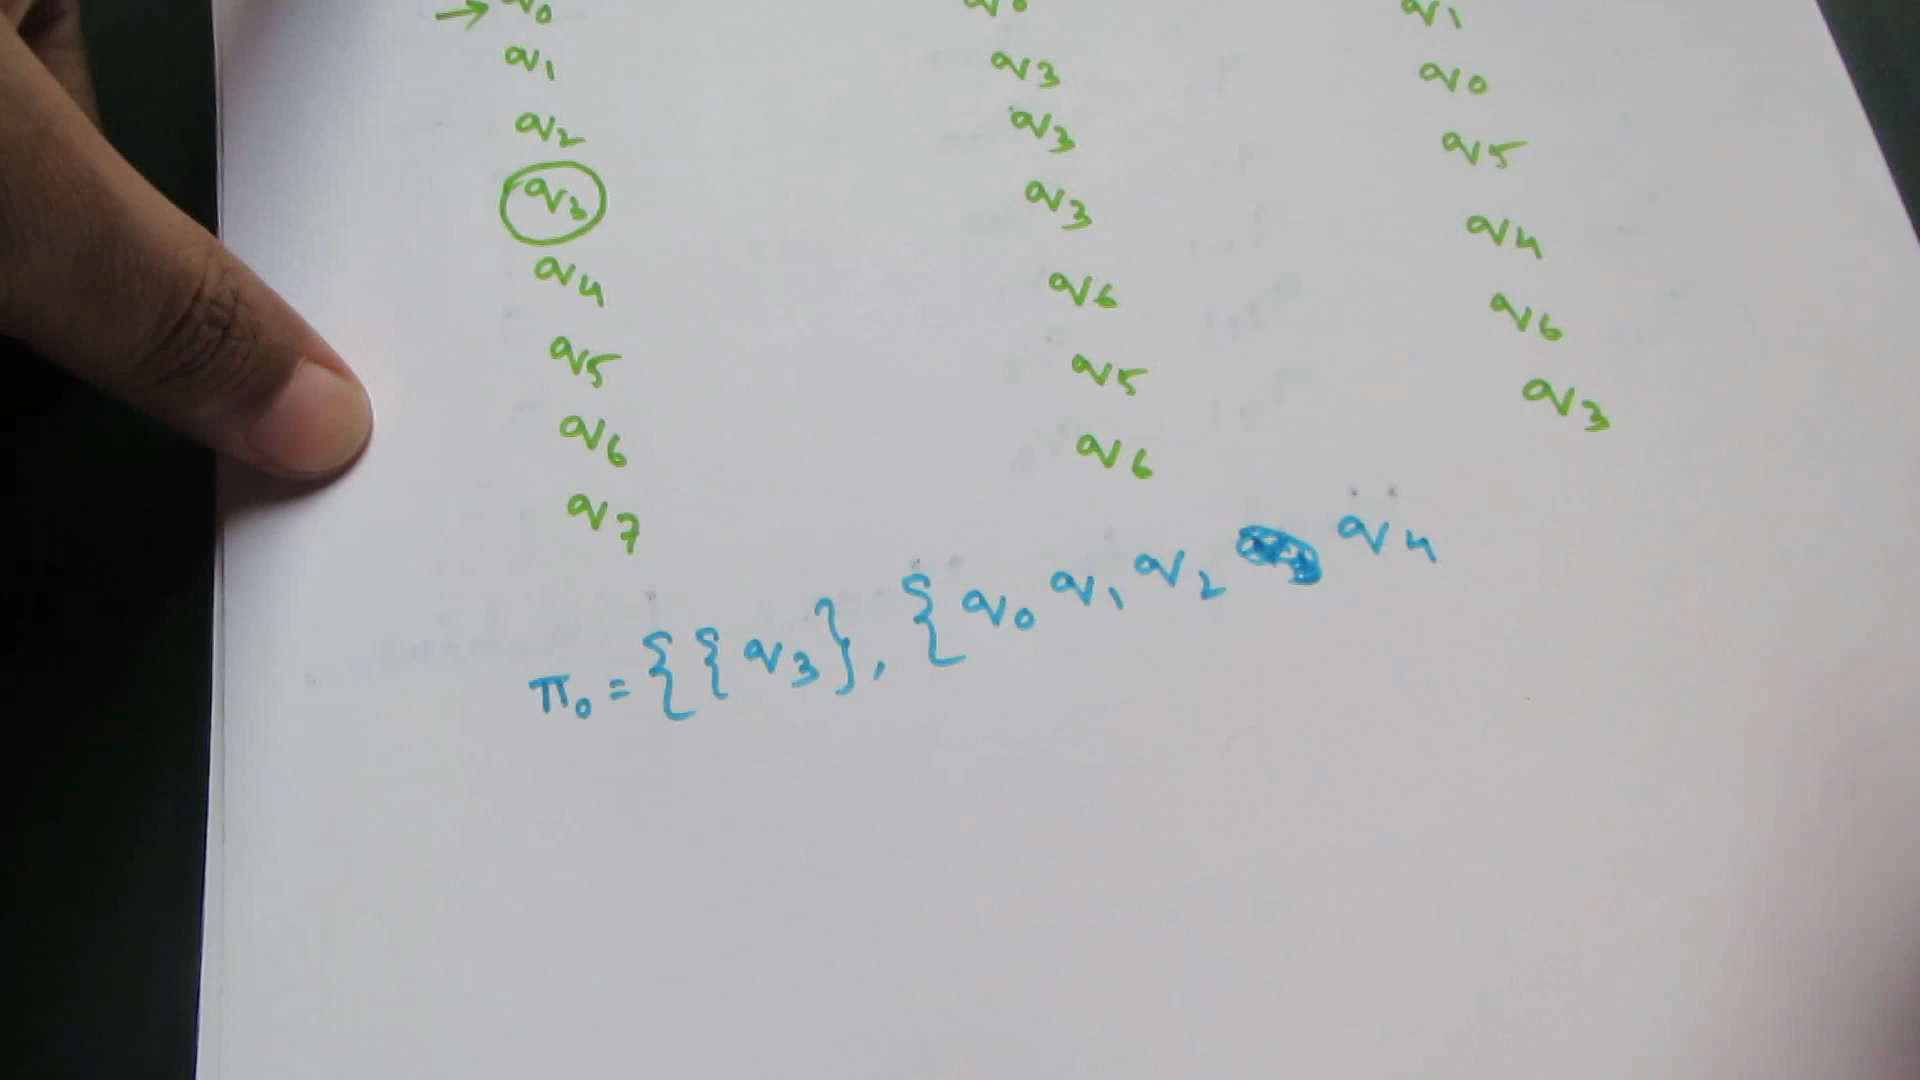 → q0
q1 q0
q2 q3 q1
q3 q3 q0
q4 q3 q5
q5 q6 q4
q6 q5 q6
q7 q6 q3
π0 = {{q3}, {q0 q1 q2 q4